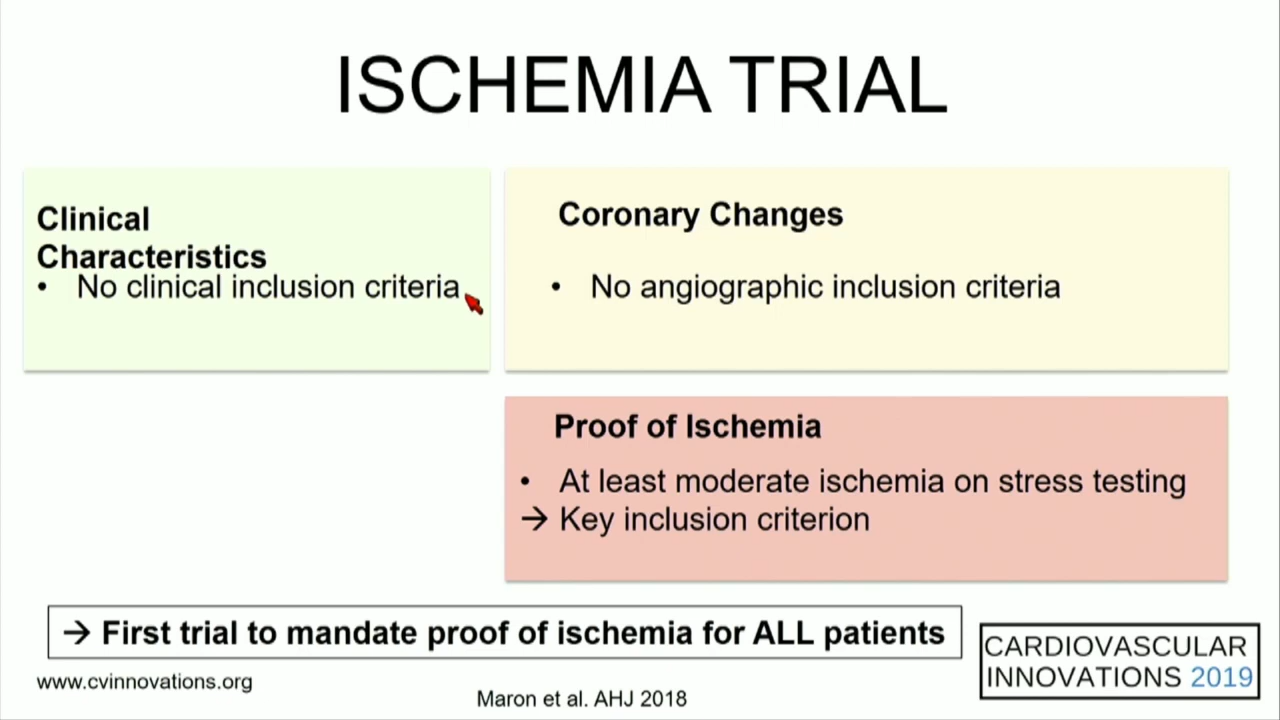 ISCHEMIA TRIAL
Clinical
Characteristics
• No clinical inclusion criteria
Coronary Changes
• No angiographic inclusion criteria
Proof of Ischemia
• At least moderate ischemia on stress testing
→ Key inclusion criterion
→ First trial to mandate proof of ischemia for ALL patients
www.cvinnovations.org
Maron et al. AHJ 2018
CARDIOVASCULAR
INNOVATIONS 2019